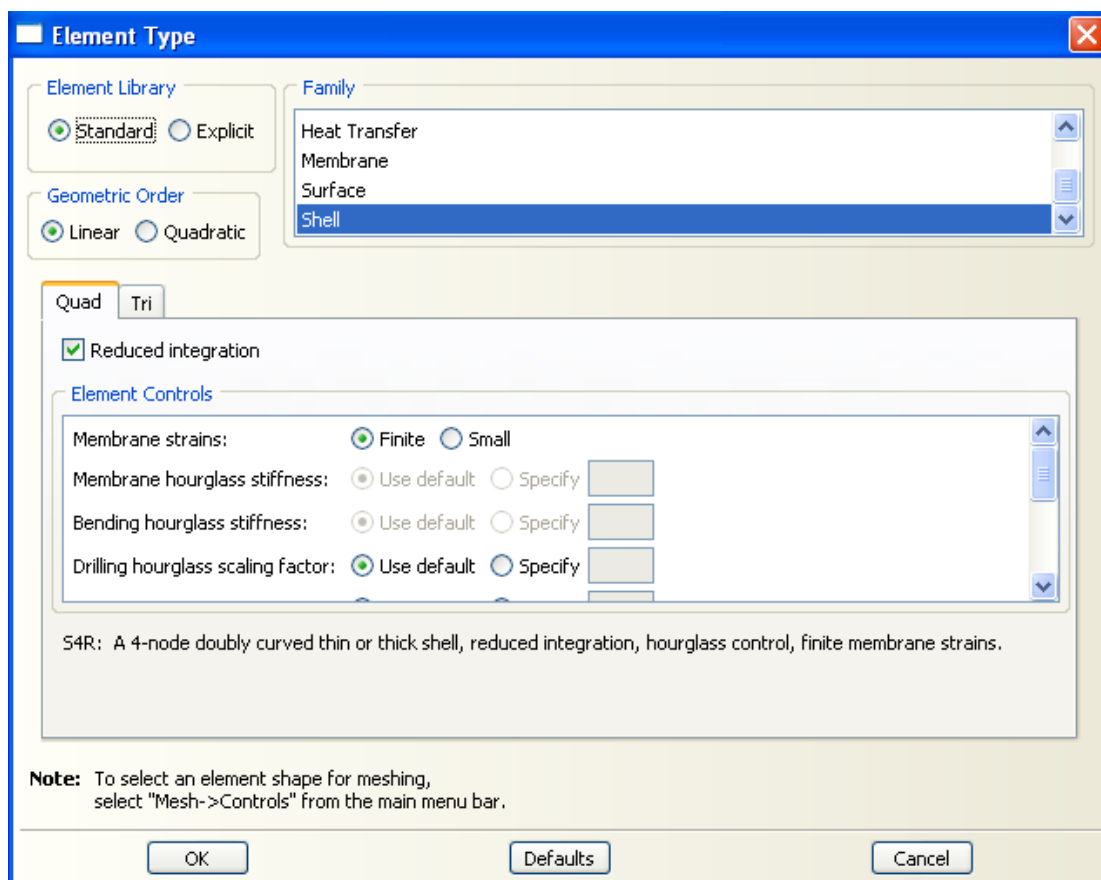 Element Type
Element Library
Standard Explicit
Family
Heat Transfer
Membrane
Surface
Shell
Geometric Order
Linear Quadratic
Quad Tri
Reduced integration
Element Controls
Membrane strains: Finite Small
Membrane hourglass stiffness: Use default Specify
Bending hourglass stiffness: Use default Specify
Drilling hourglass scaling factor: Use default Specify
S4R: A 4-node doubly curved thin or thick shell, reduced integration, hourglass control, finite membrane strains.
Note: To select an element shape for meshing,
select "Mesh->Controls" from the main menu bar.
OK Defaults Cancel